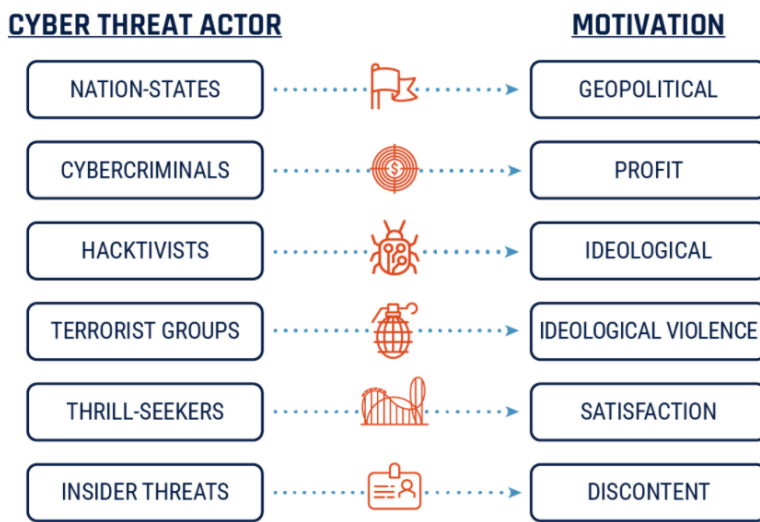 CYBER THREAT ACTOR MOTIVATION
NATION-STATES GEOPOLITICAL
CYBERCRIMINALS $ PROFIT
HACKTIVISTS IDEOLOGICAL
TERRORIST GROUPS IDEOLOGICAL VIOLENCE
THRILL-SEEKERS SATISFACTION
INSIDER THREATS DISCONTENT